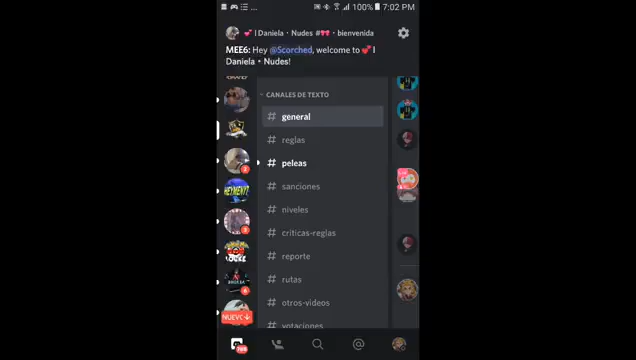 100% 7:02 PM
💕 I Daniela • Nudes #🎀 • bienvenida
MEE6: Hey @Scorched, welcome to 💕 I
Daniela • Nudes!
CANALES DE TEXTO
# general
# reglas
# peleas
# sanciones
# niveles
# críticas-reglas
# reporte
# rutas
# otros-videos
# votaciones
HEYMEN77
NUEVO